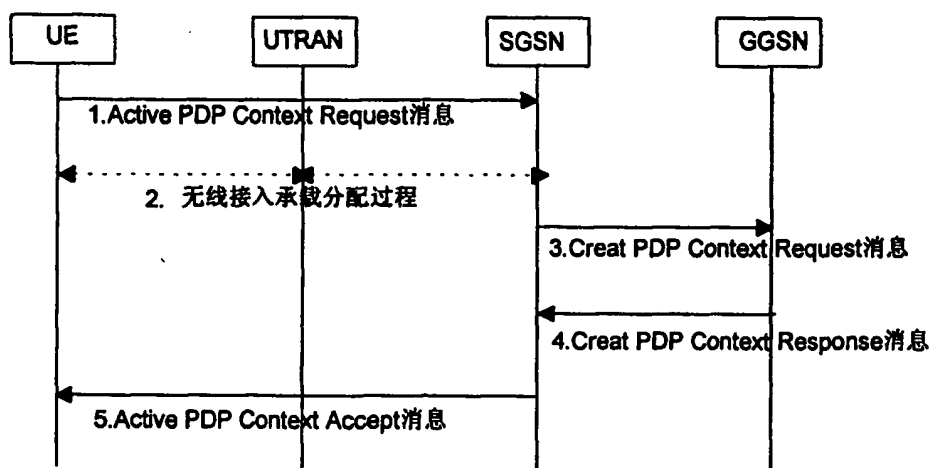 UE
UTRAN
SGSN
GGSN
1.Active PDP Context Request消息
2. 无线接入承载分配过程
3.Creat PDP Context Request消息
4.Creat PDP Context Response消息
5.Active PDP Context Accept消息